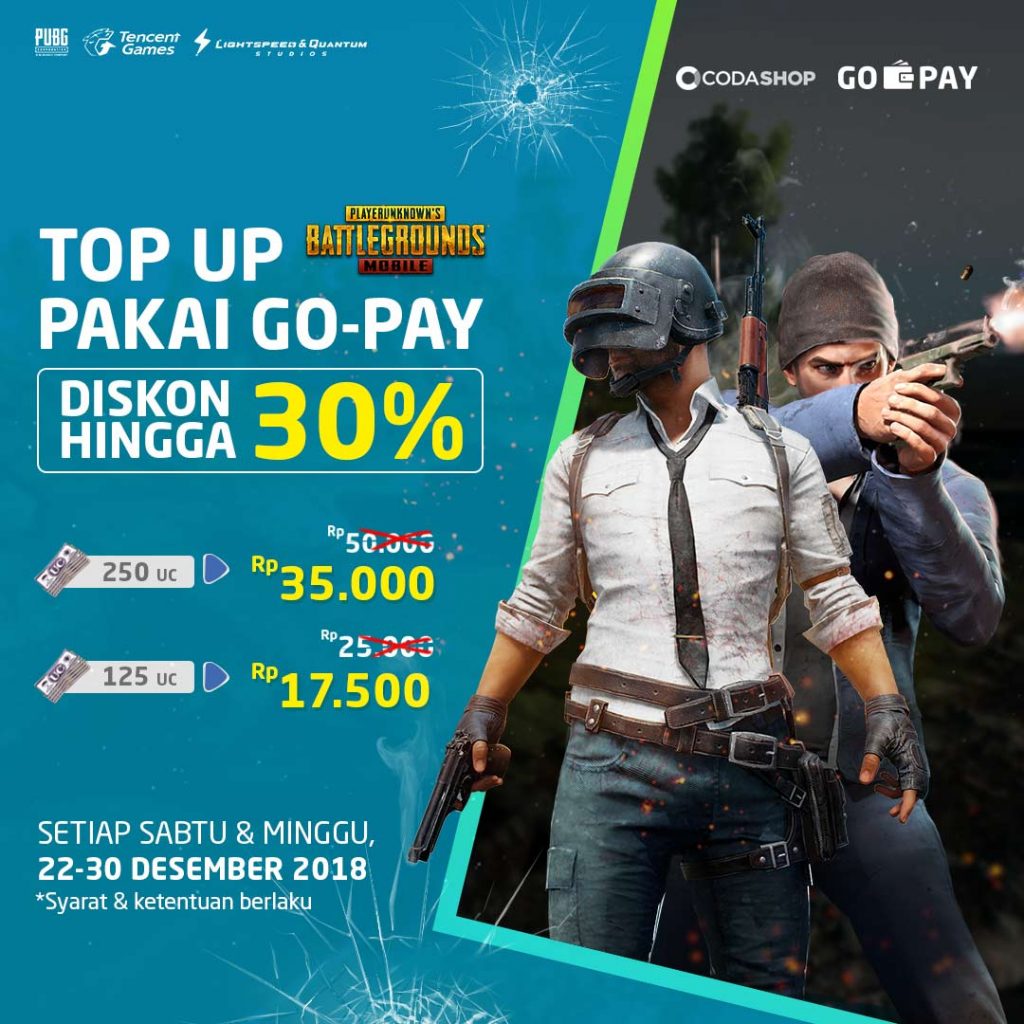 PUBG
CORPORATION
Tencent Games
LIGHTSPEED & QUANTUM
STUDIOS
CODASHOP
GO PAY
PLAYERUNKNOWN'S
BATTLEGROUNDS
MOBILE
TOP UP
PAKAI GO-PAY
DISKON
HINGGA
30%
Rp 50.000
250 UC
Rp 35.000
Rp 25.000
125 UC
Rp 17.500
SETIAP SABTU & MINGGU,
22-30 DESEMBER 2018
*Syarat & ketentuan berlaku